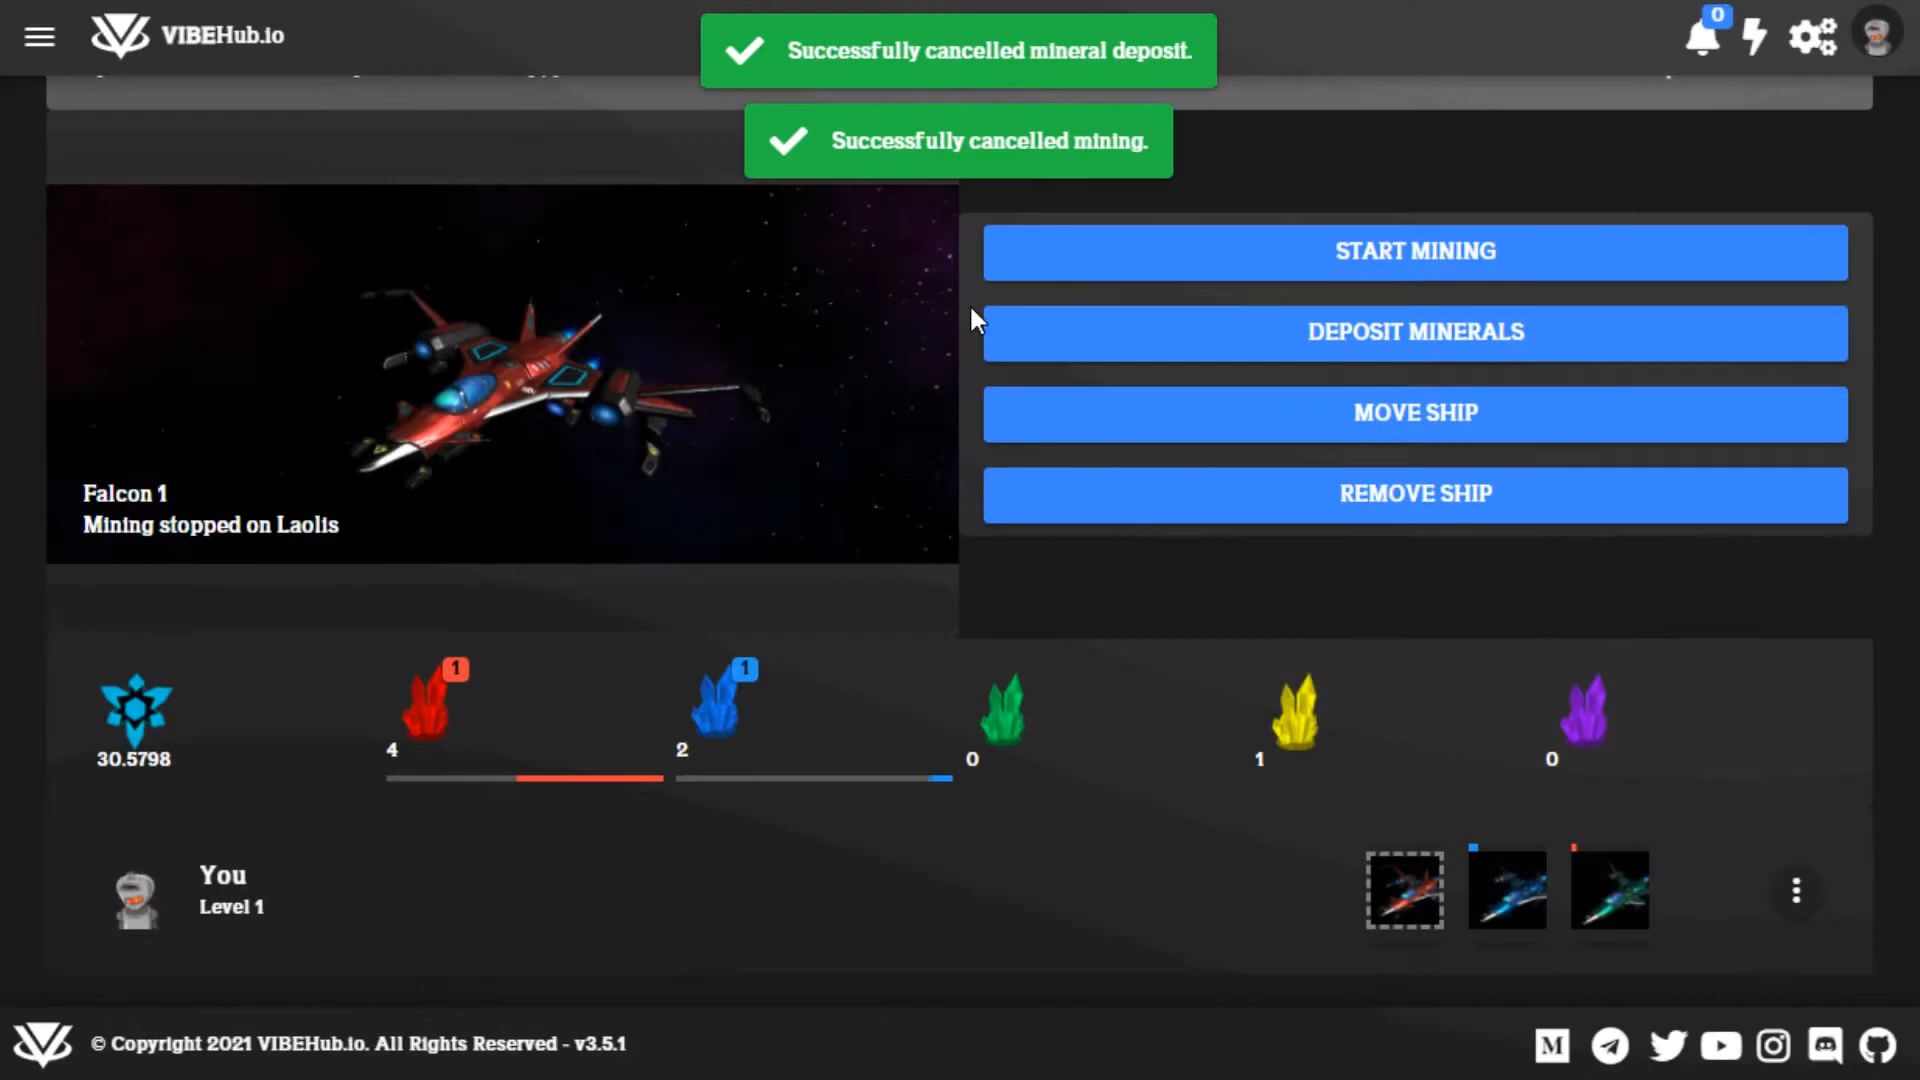 VIBEHub.io
Successfully cancelled mineral deposit.
0
Successfully cancelled mining.
START MINING
DEPOSIT MINERALS
MOVE SHIP
REMOVE SHIP
Falcon 1
Mining stopped on Laolis
1
1
30.5798
4
2
0
1
0
You
Level 1
© Copyright 2021 VIBEHub.io. All Rights Reserved - v3.5.1
M